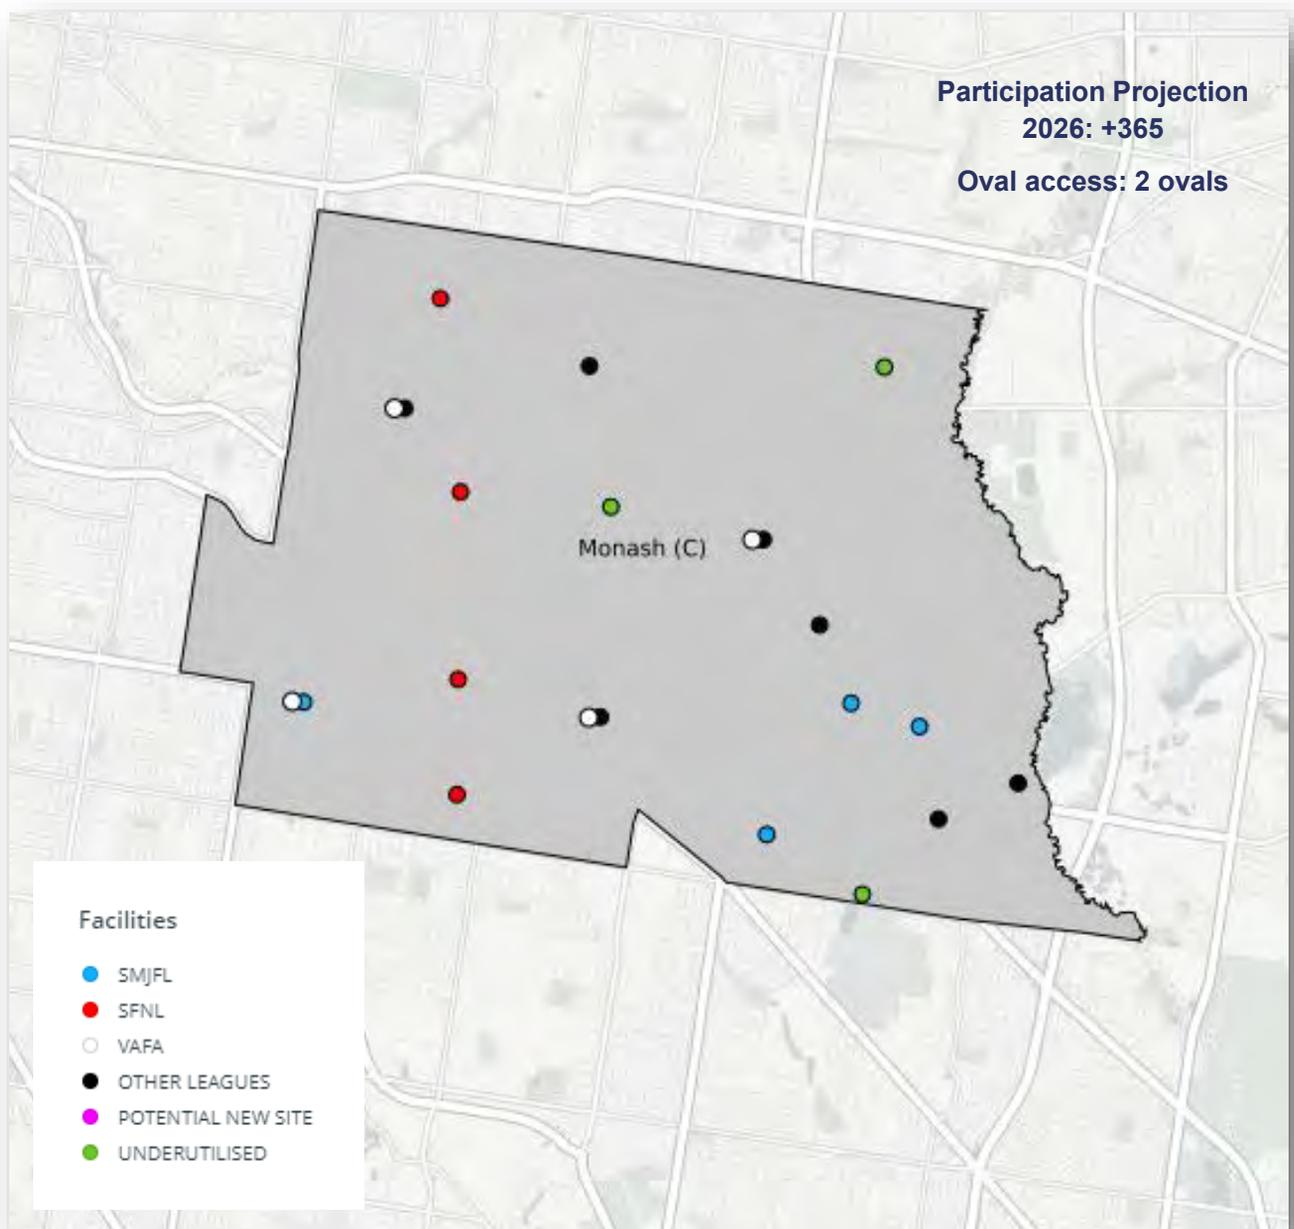 Participation Projection
2026: +365
Oval access: 2 ovals
Monash (C)
Facilities
SMJFL
SFNL
VAFA
OTHER LEAGUES
POTENTIAL NEW SITE
UNDERUTILISED